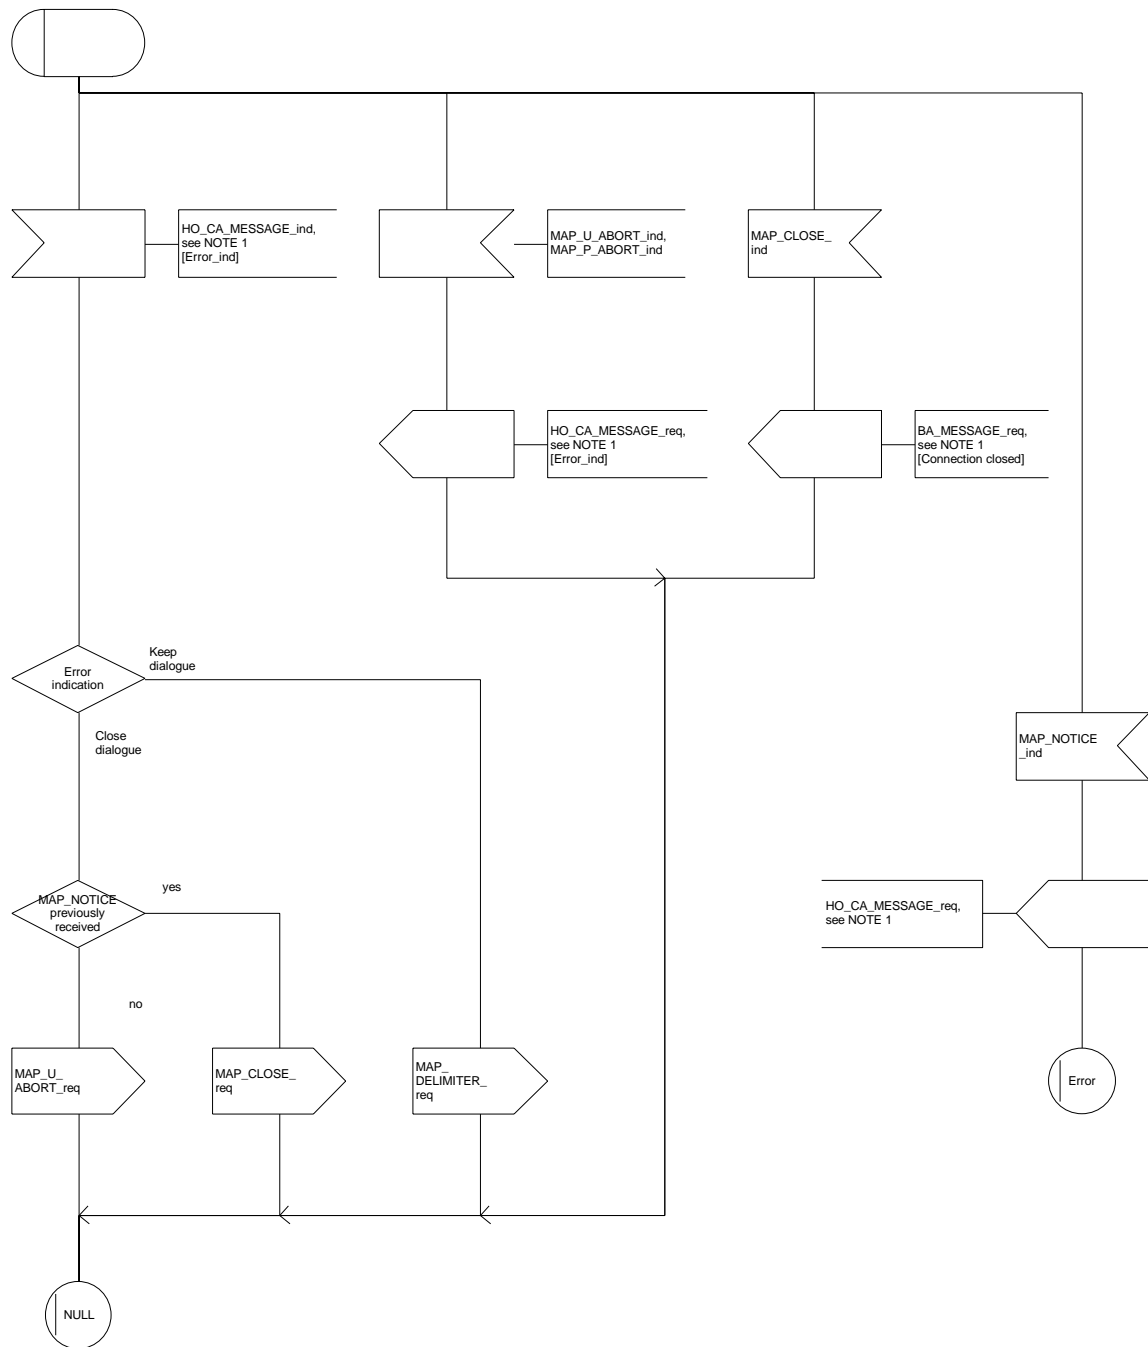 HO_CA_MESSAGE_ind,
see NOTE 1
[Error_ind]
MAP_U_ABORT_ind,
MAP_P_ABORT_ind
MAP_CLOSE_
ind
HO_CA_MESSAGE_req,
see NOTE 1
[Error_ind]
BA_MESSAGE_req,
see NOTE 1
[Connection closed]
Error
indication
Keep
dialogue
Close
dialogue
MAP_NOTICE
_ind
MAP_NOTICE
previously
received
yes
HO_CA_MESSAGE_req,
see NOTE 1
no
MAP_U_
ABORT_req
MAP_CLOSE_
req
MAP_
DELIMITER_
req
Error
NULL